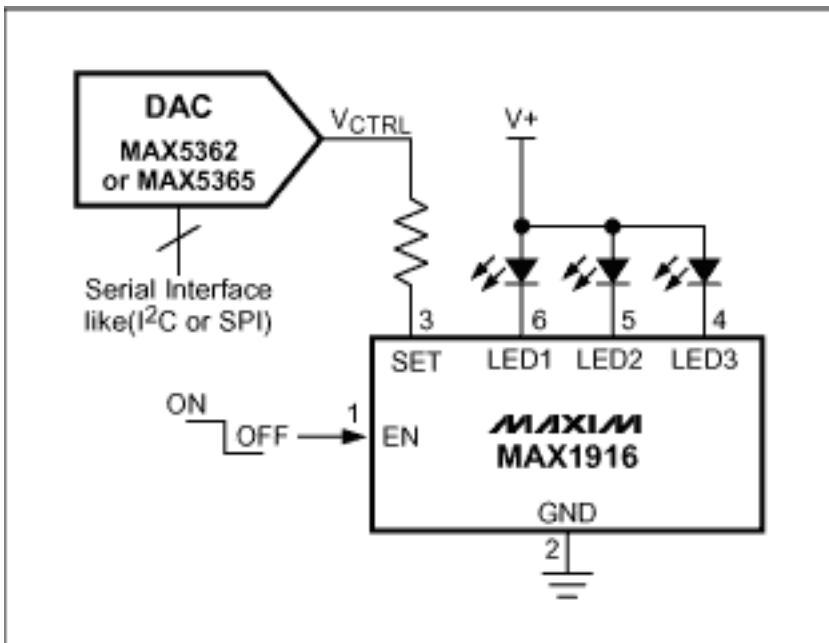 DAC
MAX5362
or MAX5365
VCTRL
V+
Serial Interface
like(I²C or SPI)
3
6
5
4
SET
LED1
LED2
LED3
ON
OFF
1
EN
MAXIM
MAX1916
GND
2